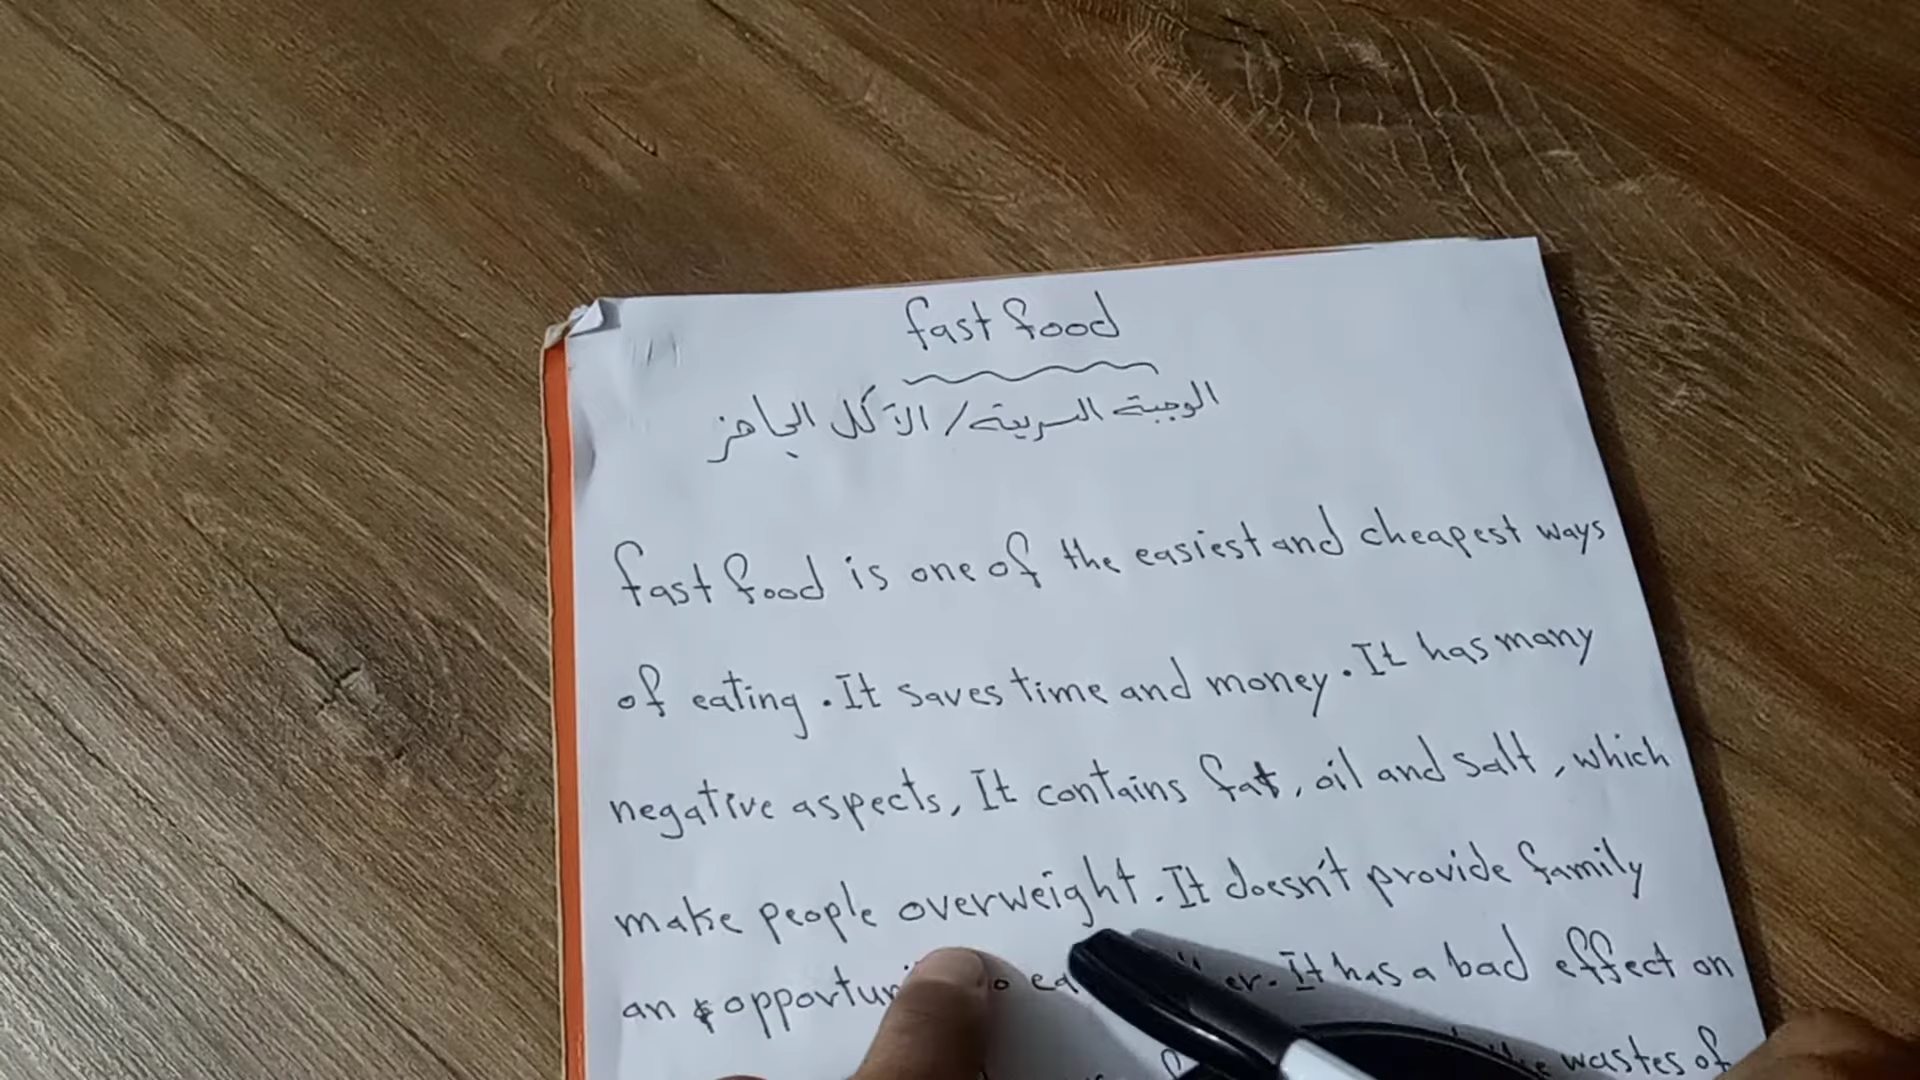 fast food
الوجبة السريعة / الآكل الجاهز
fast food is one of the easiest and cheapest ways
of eating. It saves time and money. It has many
negative aspects, It contains fat, oil and salt, which
make people overweight. It doesn't provide family
an It has a bad effect on
wastes of